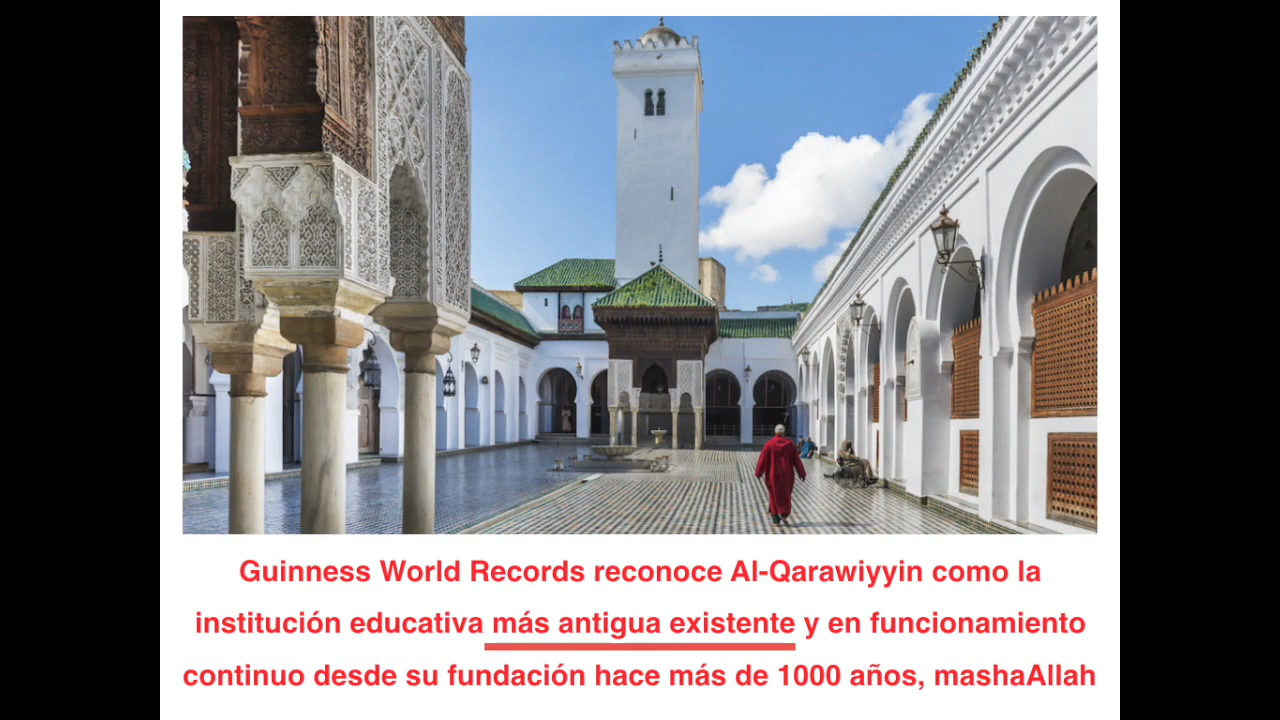 Guinness World Records reconoce Al-Qarawiyyin como la
institución educativa más antigua existente y en funcionamiento
continuo desde su fundación hace más de 1000 años, mashaAllah